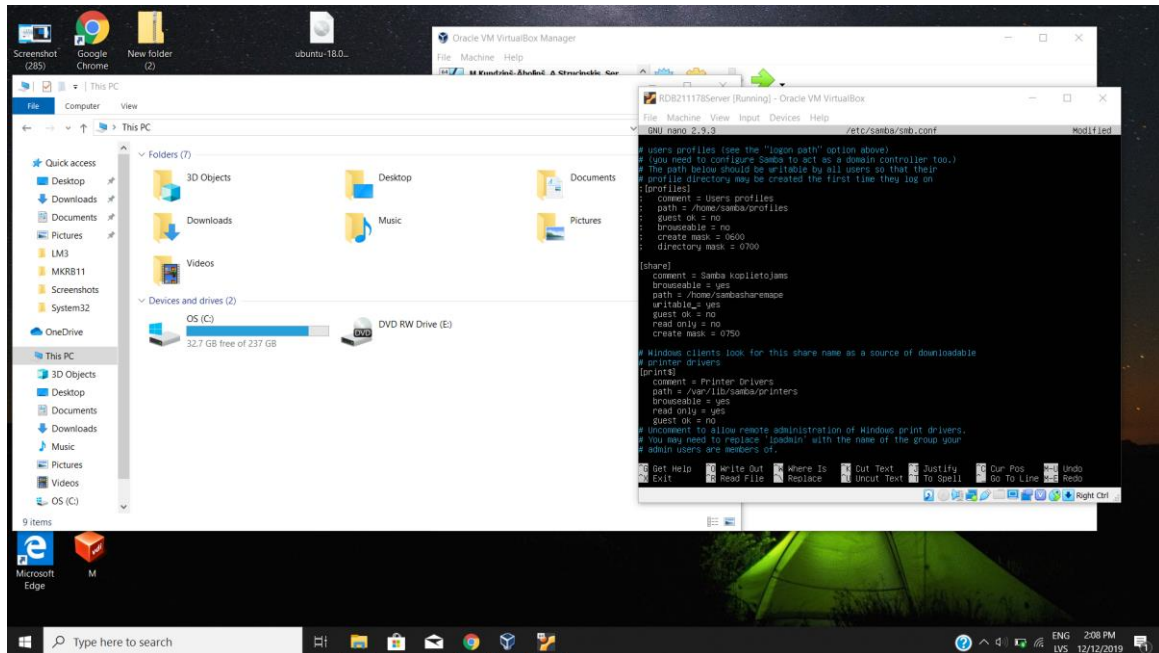 Screenshot (285)
Google Chrome
New folder (2)
ubuntu-18.0...
Oracle VM VirtualBox Manager
File Machine Help
This PC
File Computer View
This PC
Quick access
Desktop
Downloads
Documents
Pictures
LM3
MKRB11
Screenshots
System32
OneDrive
This PC
3D Objects
Desktop
Documents
Downloads
Music
Pictures
Videos
OS (C:)
9 items
Folders (7)
3D Objects
Desktop
Documents
Downloads
Music
Pictures
Videos
Devices and drives (2)
OS (C:)
32.7 GB free of 237 GB
DVD RW Drive (E:)
DVD
RDB211178Server [Running] - Oracle VM VirtualBox
File Machine View Input Devices Help
GNU nano 2.9.3 /etc/samba/smb.conf Modified
# users profiles (see the "logon path" option above)
# (you need to configure Samba to act as a domain controller too.)
# The path below should be writable by all users so that their
# profile directory may be created the first time they log on
;[profiles]
;   comment = Users profiles
;   path = /home/samba/profiles
;   guest ok = no
;   browseable = no
;   create mask = 0600
;   directory mask = 0700
[share]
comment = Samba koplietojams
browseable = yes
path = /home/sambasharemape
writable = yes
guest ok = no
read only = no
create mask = 0750
# Windows clients look for this share name as a source of downloadable
# printer drivers
[print$]
comment = Printer Drivers
path = /var/lib/samba/printers
browseable = yes
read only = yes
guest ok = no
# Uncomment to allow remote administration of Windows print drivers.
# You may need to replace 'lpadmin' with the name of the group your
# admin users are members of.
^G Get Help ^O Write Out ^W Where Is ^K Cut Text ^J Justify ^C Cur Pos M-U Undo
^X Exit ^R Read File ^\ Replace ^U Uncut Text ^T To Spell ^_ Go To Line M-E Redo
Right Ctrl
Microsoft Edge
M
Type here to search
ENG 2:08 PM
LVS 12/12/2019